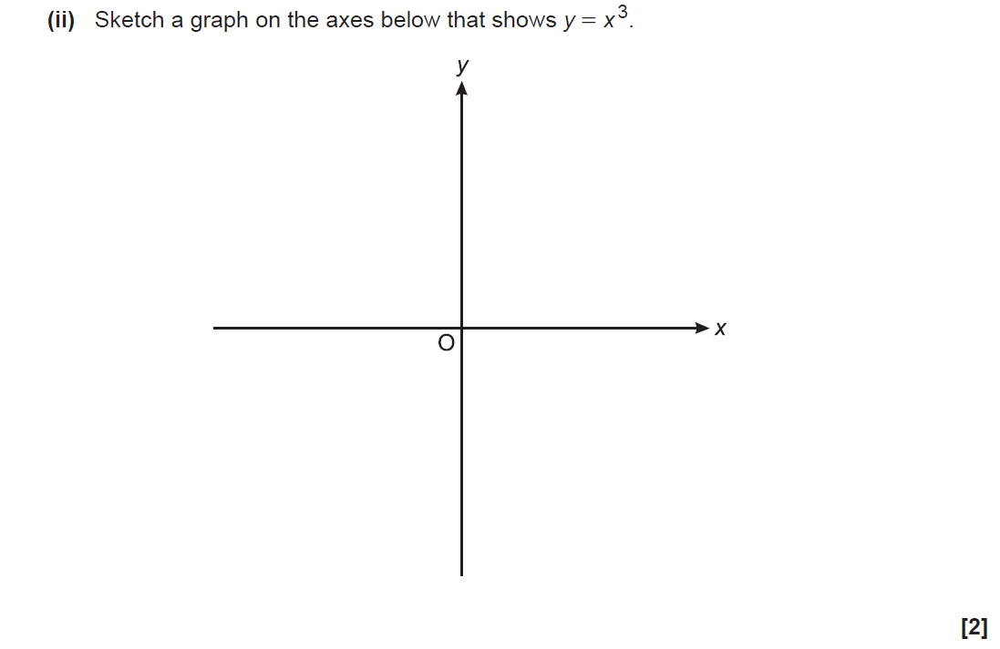 (ii) Sketch a graph on the axes below that shows y = x³.
y
x
O
[2]